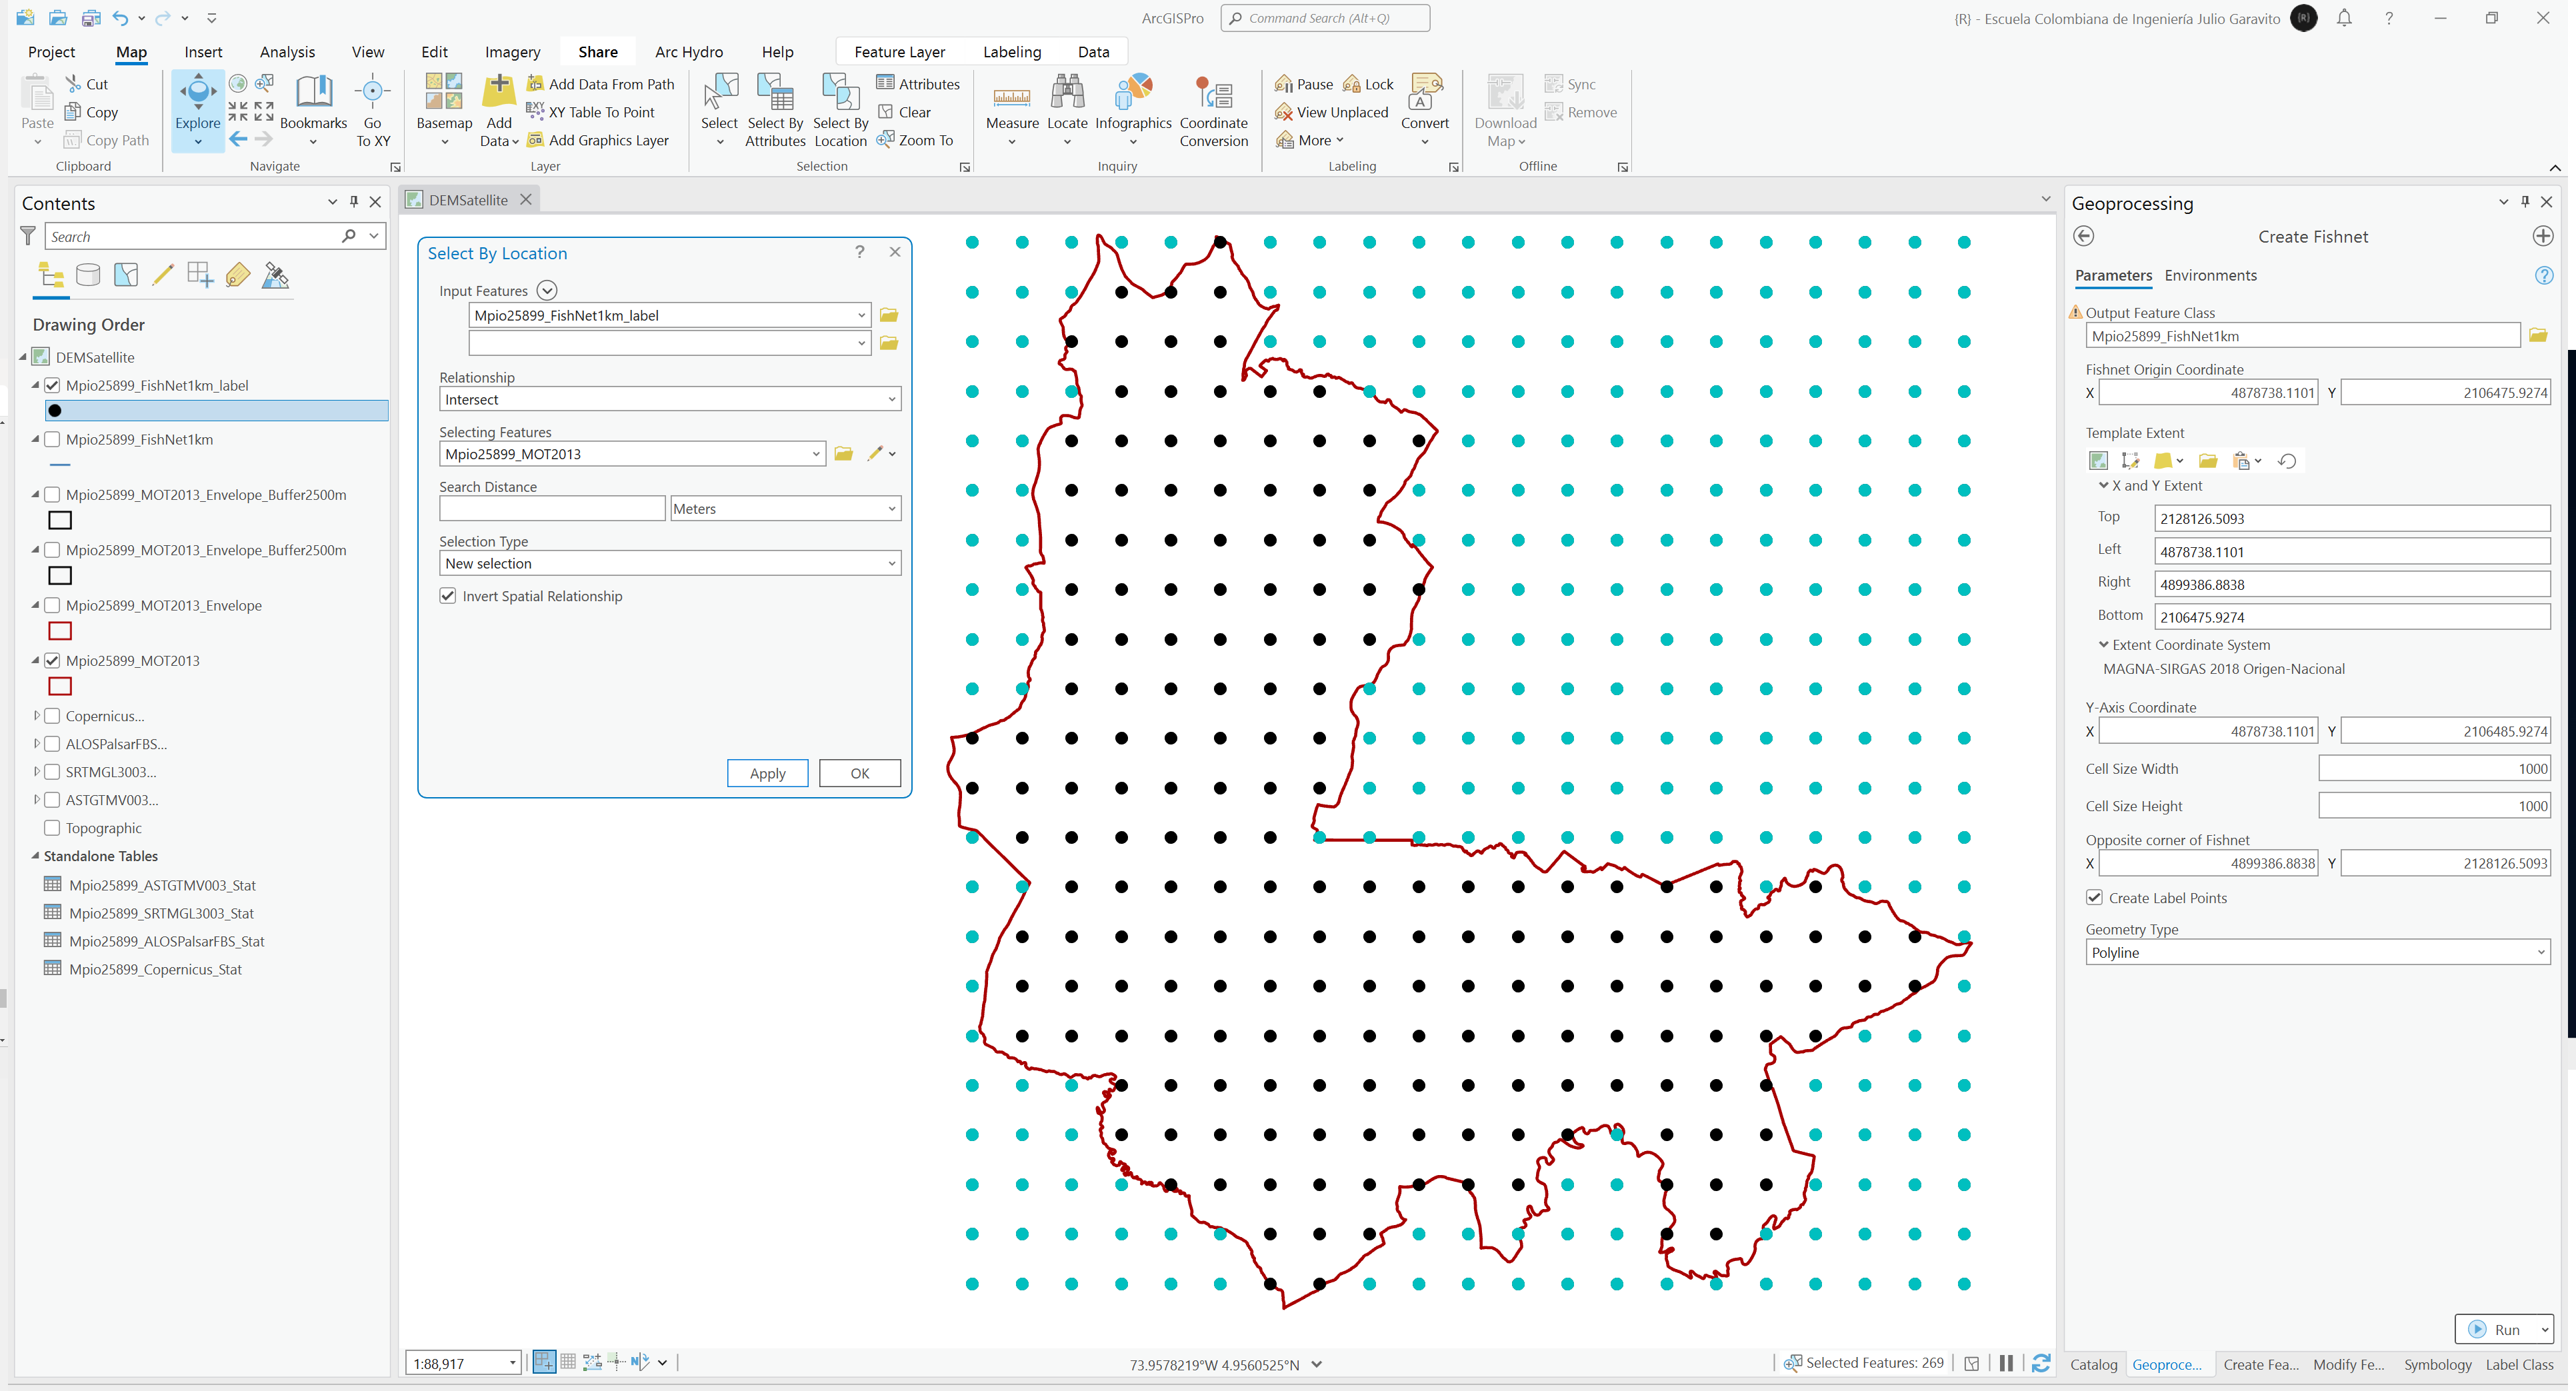 ArcGISPro
Command Search (Alt+Q)
{R} - Escuela Colombiana de Ingeniería Julio Garavito
{R}
?
Project Map Insert Analysis View Edit Imagery Share Arc Hydro Help Feature Layer Labeling Data
Paste
Cut
Copy
Copy Path
Clipboard
Explore
Bookmarks
Go To XY
Navigate
Basemap
Add Data
Add Data From Path
XY Table To Point
Add Graphics Layer
Layer
Select
Select By Attributes
Select By Location
Attributes
Clear
Zoom To
Selection
Measure
Locate
Infographics
Coordinate Conversion
Inquiry
Pause
Lock
View Unplaced
More
Convert
Labeling
Download Map
Sync
Remove
Offline
Contents
Search
Drawing Order
DEMSatellite
Mpio25899_FishNet1km_label
Mpio25899_FishNet1km
Mpio25899_MOT2013_Envelope_Buffer2500m
Mpio25899_MOT2013_Envelope_Buffer2500m
Mpio25899_MOT2013_Envelope
Mpio25899_MOT2013
Copernicus...
ALOSPalsarFBS...
SRTMGL3003...
ASTGTMV003...
Topographic
Standalone Tables
Mpio25899_ASTGTMV003_Stat
Mpio25899_SRTMGL3003_Stat
Mpio25899_ALOSPalsarFBS_Stat
Mpio25899_Copernicus_Stat
DEMSatellite
Select By Location
?
Input Features
Mpio25899_FishNet1km_label
Relationship
Intersect
Selecting Features
Mpio25899_MOT2013
Search Distance
Meters
Selection Type
New selection
Invert Spatial Relationship
Apply
OK
1:88,917
73.9578219°W 4.9560525°N
Selected Features: 269
Geoprocessing
Create Fishnet
Parameters Environments
?
Output Feature Class
Mpio25899_FishNet1km
Fishnet Origin Coordinate
X 4878738.1101 Y 2106475.9274
Template Extent
X and Y Extent
Top 2128126.5093
Left 4878738.1101
Right 4899386.8838
Bottom 2106475.9274
Extent Coordinate System
MAGNA-SIRGAS 2018 Origen-Nacional
Y-Axis Coordinate
X 4878738.1101 Y 2106485.9274
Cell Size Width 1000
Cell Size Height 1000
Opposite corner of Fishnet
X 4899386.8838 Y 2128126.5093
Create Label Points
Geometry Type
Polyline
Run
Catalog Geoproce... Create Fea... Modify Fe... Symbology Label Class